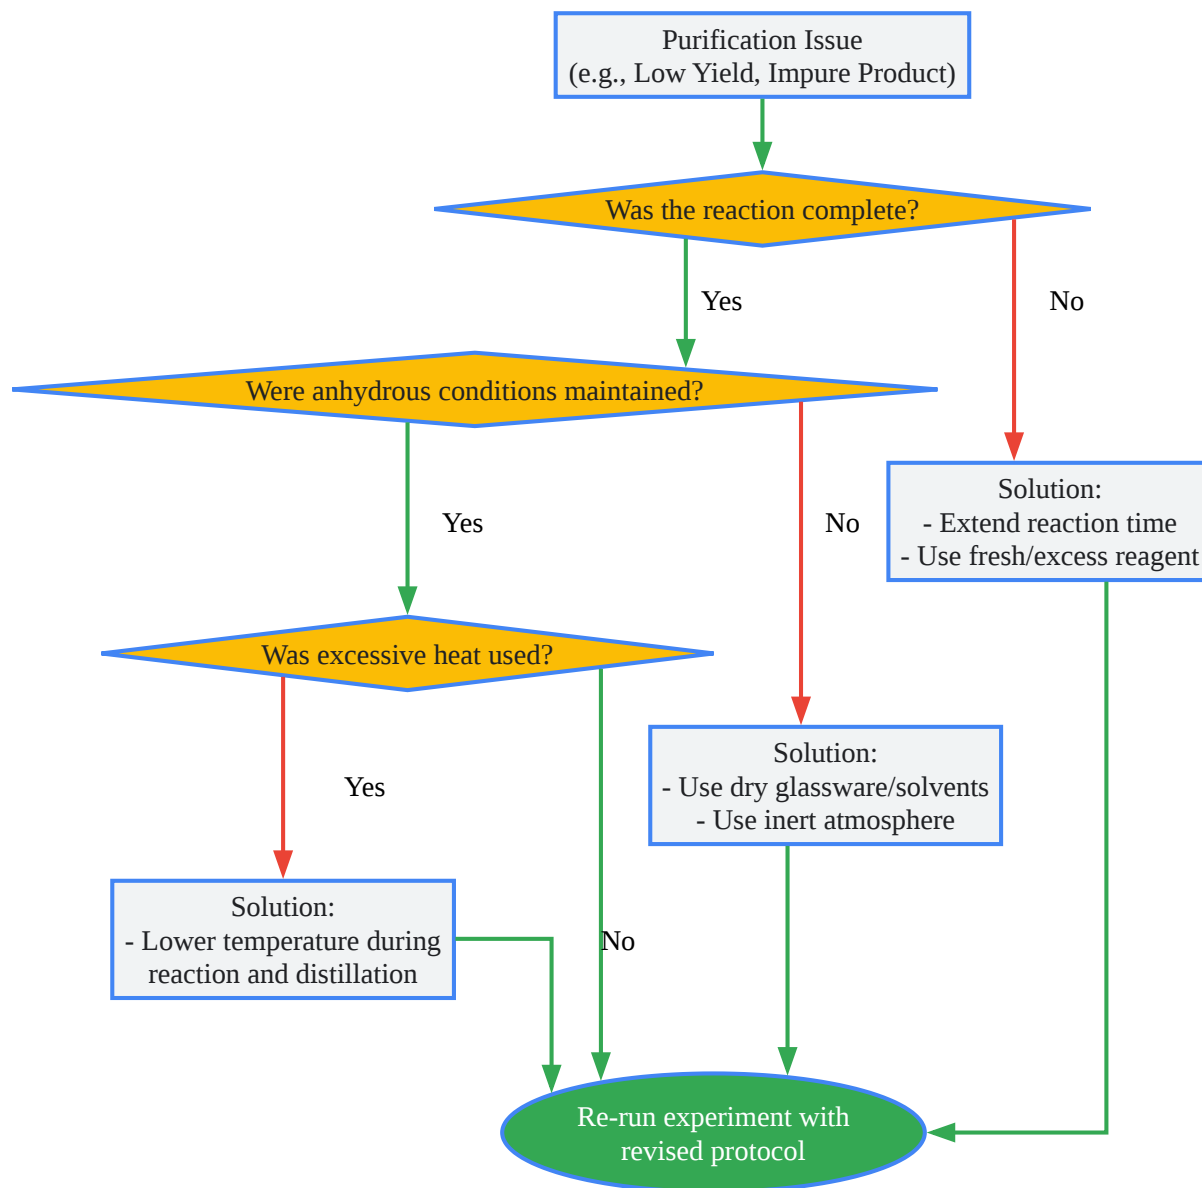 Purification Issue
(e.g., Low Yield, Impure Product)
Was the reaction complete?
Yes
No
Were anhydrous conditions maintained?
Solution:
- Extend reaction time
- Use fresh/excess reagent
Yes
No
Was excessive heat used?
Solution:
- Use dry glassware/solvents
- Use inert atmosphere
Yes
Solution:
- Lower temperature during
reaction and distillation
No
Re-run experiment with
revised protocol